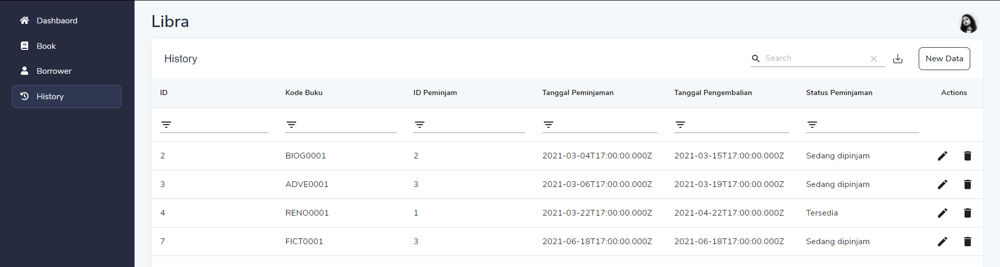 Dashbaord
Book
Borrower
History
Libra
History
Search
New Data
ID Kode Buku ID Peminjam Tanggal Peminjaman Tanggal Pengembalian Status Peminjaman Actions
2 BIOG0001 2 2021-03-04T17:00:00.000Z 2021-03-15T17:00:00.000Z Sedang dipinjam
3 ADVE0001 3 2021-03-06T17:00:00.000Z 2021-03-19T17:00:00.000Z Sedang dipinjam
4 RENO0001 1 2021-03-22T17:00:00.000Z 2021-04-22T17:00:00.000Z Tersedia
7 FICT0001 3 2021-06-18T17:00:00.000Z 2021-06-18T17:00:00.000Z Sedang dipinjam